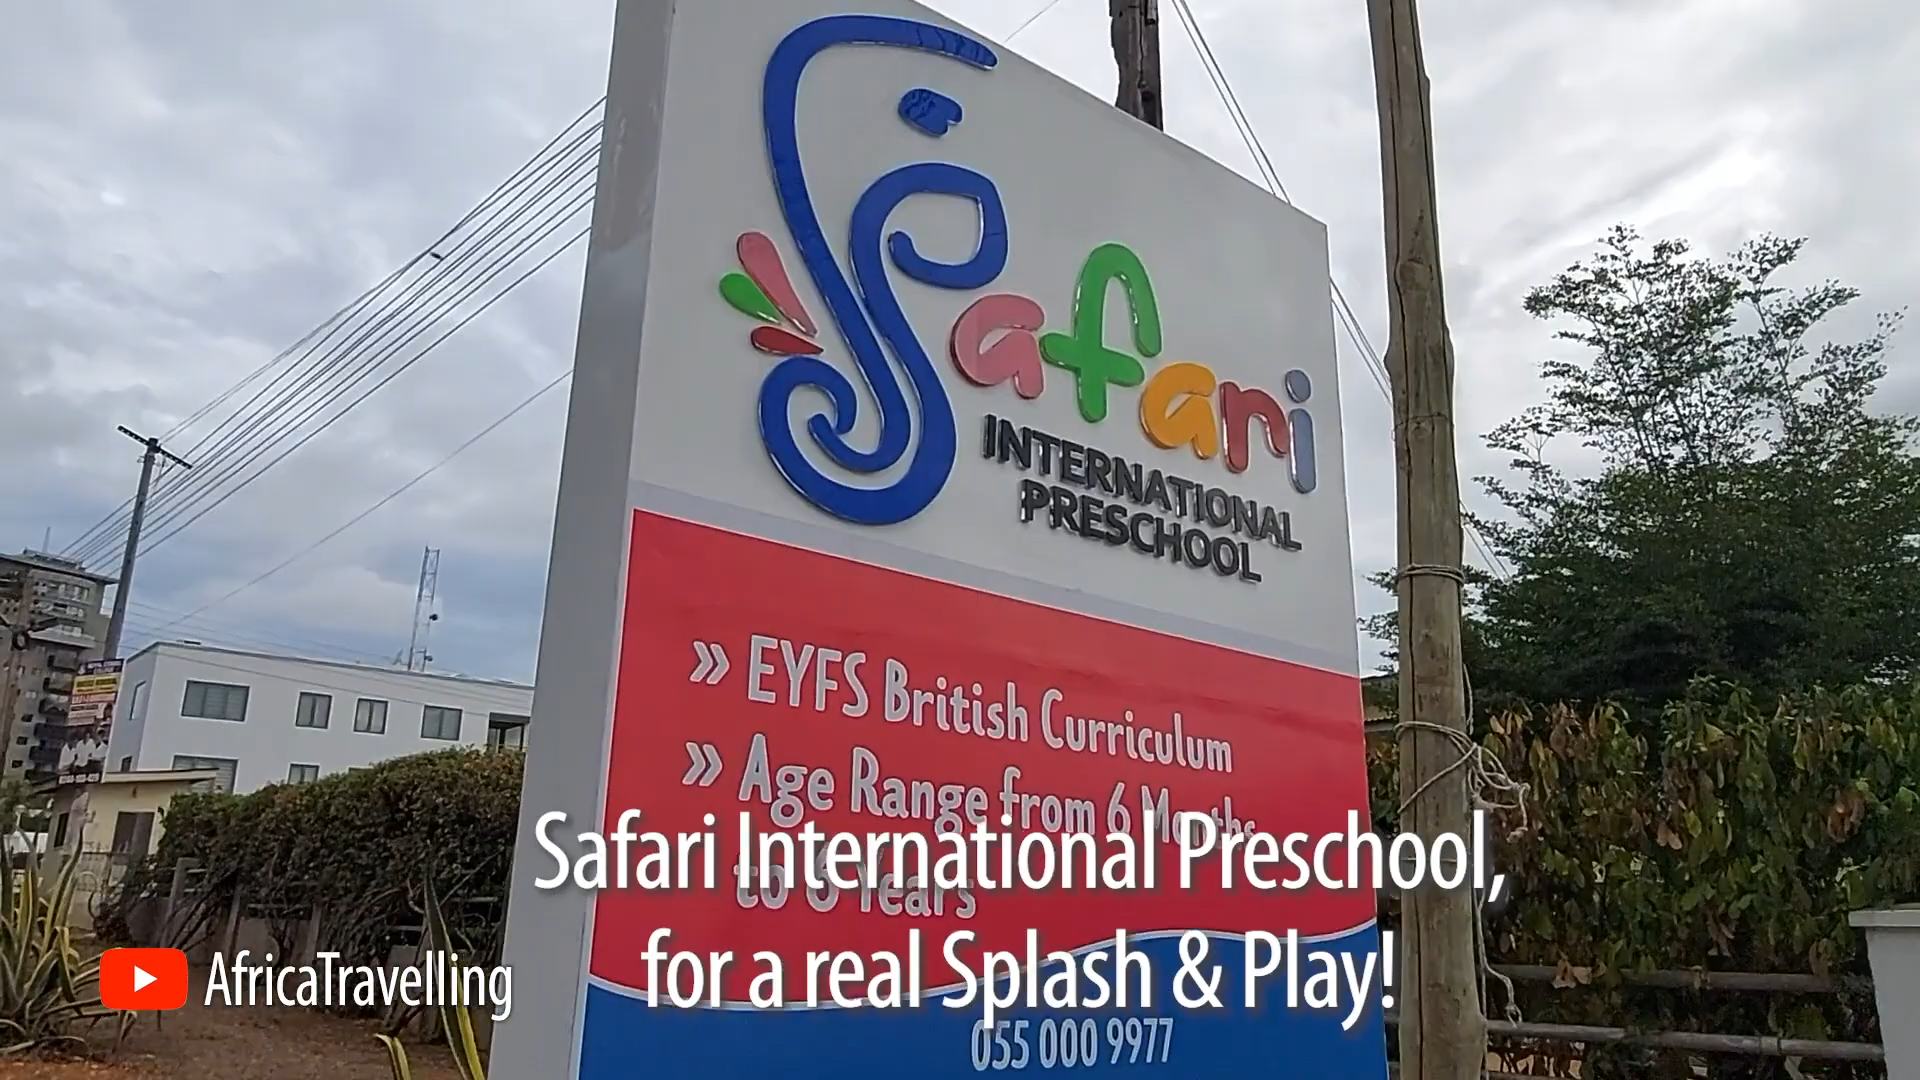 Safari
INTERNATIONAL
PRESCHOOL
» EYFS British Curriculum
» Age Range from 6 Months
to 6 Years
Safari International Preschool,
for a real Splash & Play!
055 000 9977
AfricaTravelling